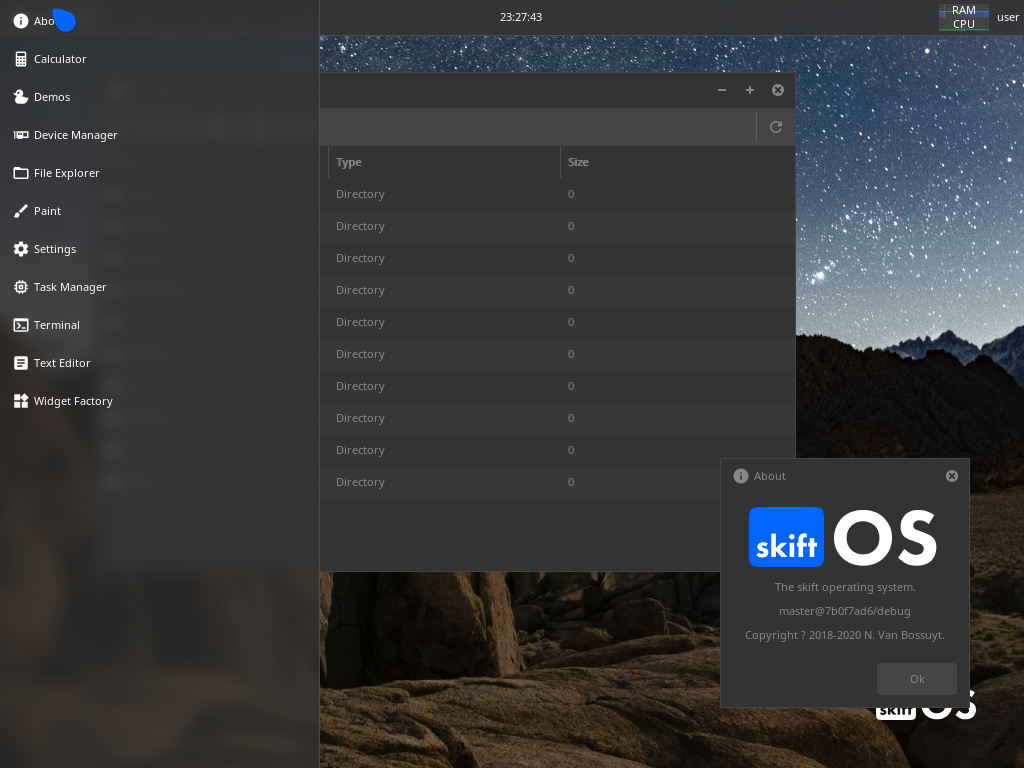 23:27:43
RAM
CPU
user
Calculator
Demos
Device Manager
File Explorer
Paint
Settings
Task Manager
Terminal
Text Editor
Widget Factory
Type Size
Directory 0
Directory 0
Directory 0
Directory 0
Directory 0
Directory 0
Directory 0
Directory 0
Directory 0
Directory 0
About
skift OS
The skift operating system.
master@7b0f7ad6/debug
Copyright ? 2018-2020 N. Van Bossuyt.
Ok
skift OS